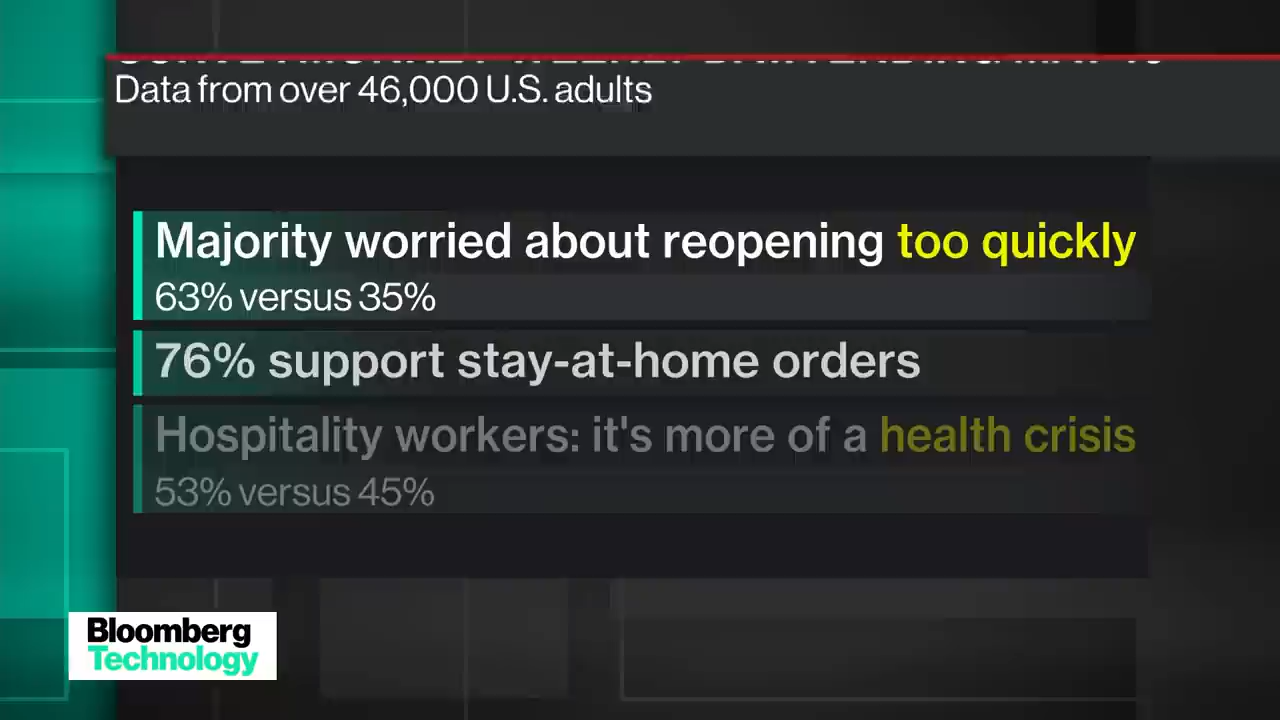 Data from over 46,000 U.S. adults
Majority worried about reopening too quickly
63% versus 35%
76% support stay-at-home orders
Hospitality workers: it's more of a health crisis
53% versus 45%
Bloomberg
Technology